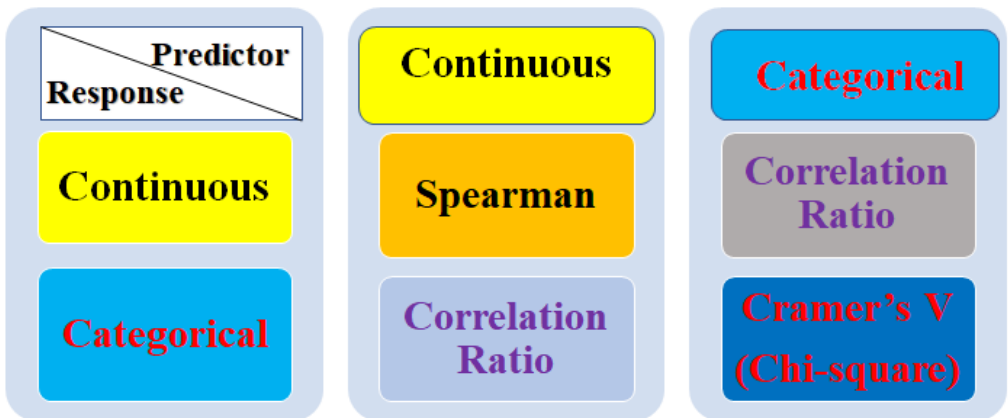 Predictor
Response
Continuous
Categorical
Continuous
Spearman
Correlation
Ratio
Categorical
Correlation
Ratio
Cramer’s V
(Chi-square)